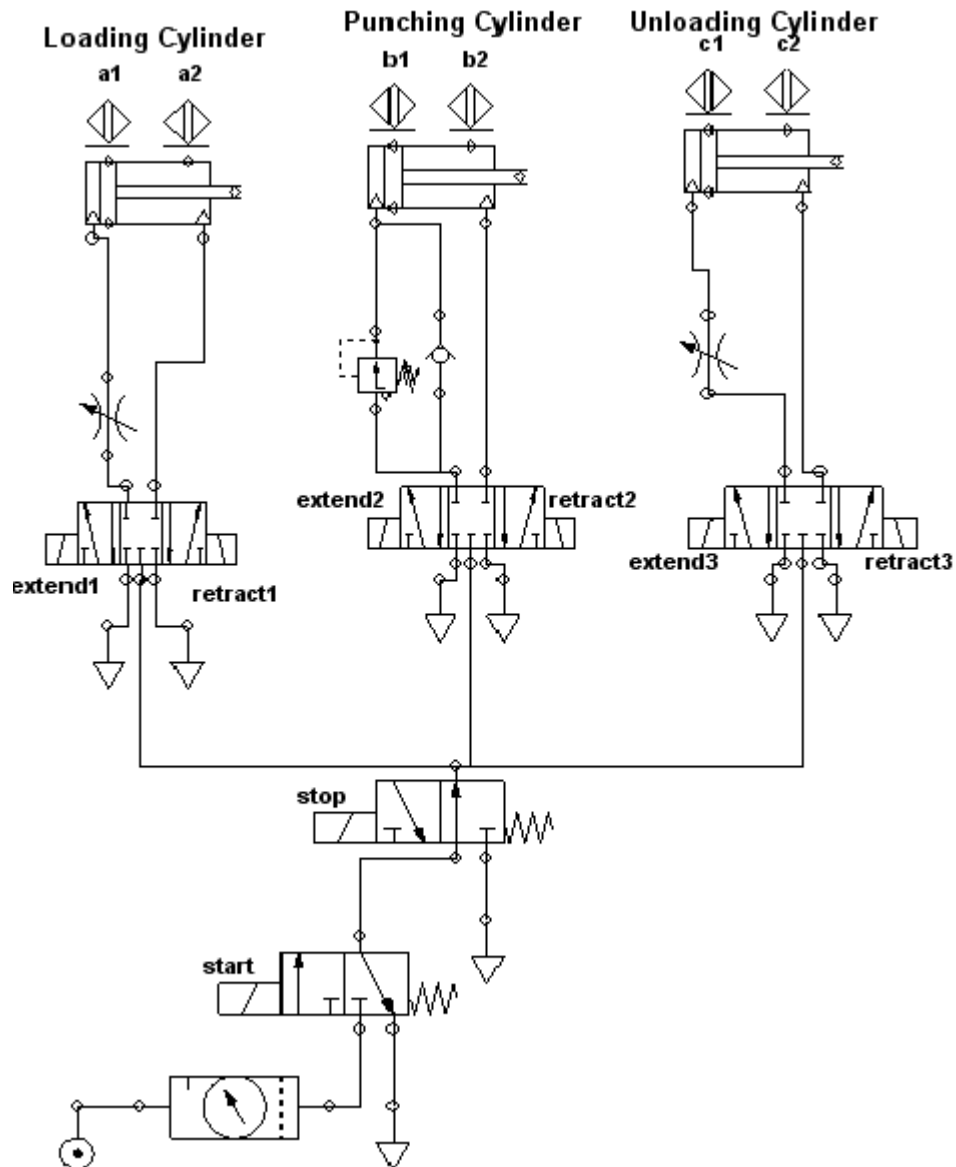 Loading Cylinder
Punching Cylinder
Unloading Cylinder
a1 a2
b1 b2
c1 c2
extend1
retract1
extend2
retract2
extend3
retract3
stop
start